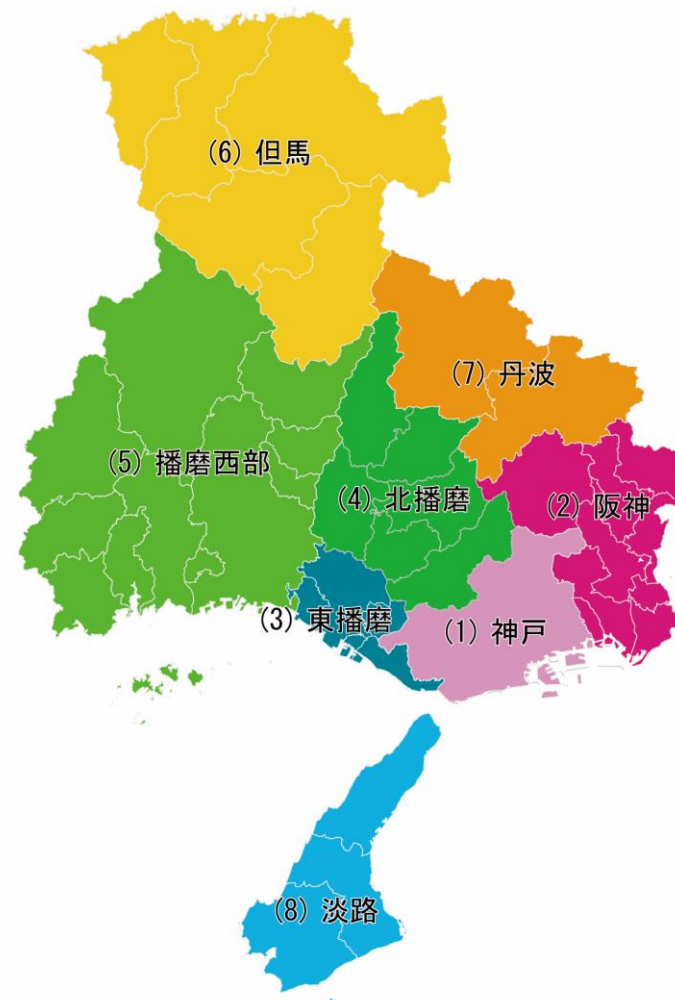 (6) 但馬
(7) 丹波
(5) 播磨西部
(4) 北播磨
(2) 阪神
(3) 東播磨
(1) 神戸
(8) 淡路